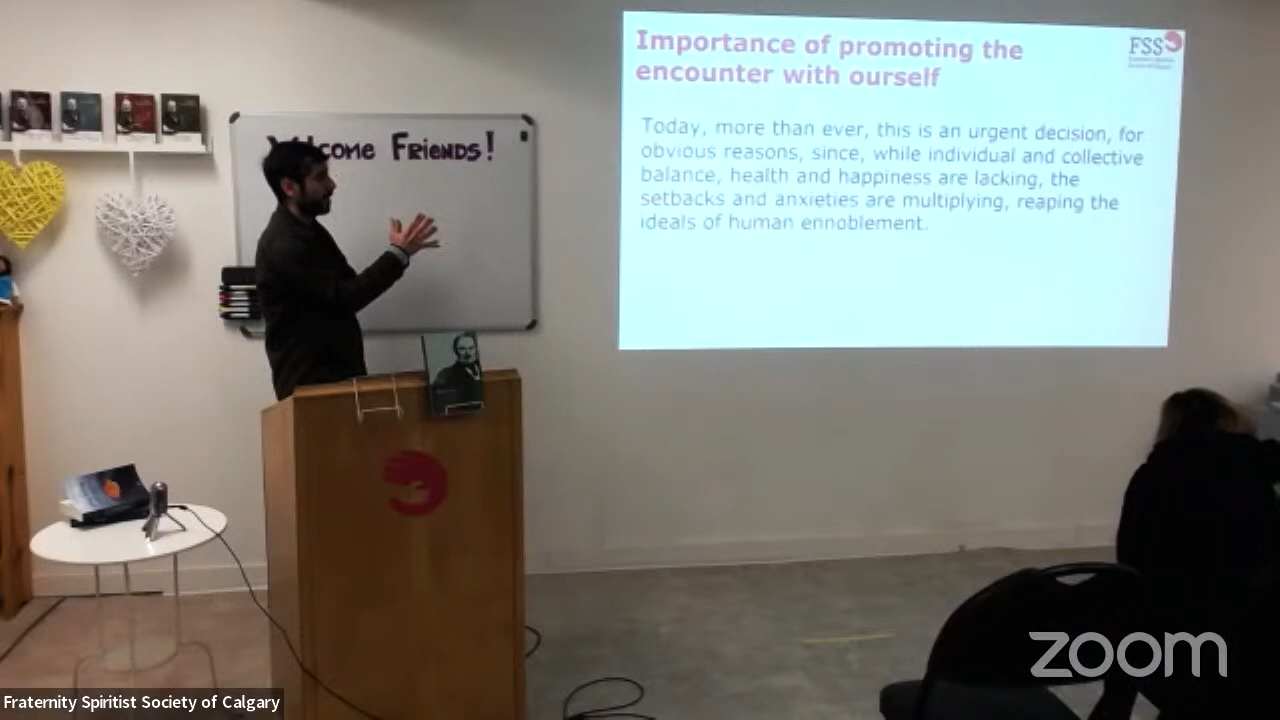 Importance of promoting the
encounter with ourself
FSS
Today, more than ever, this is an urgent decision, for
obvious reasons, since, while individual and collective
balance, health and happiness are lacking, the
setbacks and anxieties are multiplying, reaping the
ideals of human ennoblement.
come FRIENDS!
zoom
Fraternity Spiritist Society of Calgary